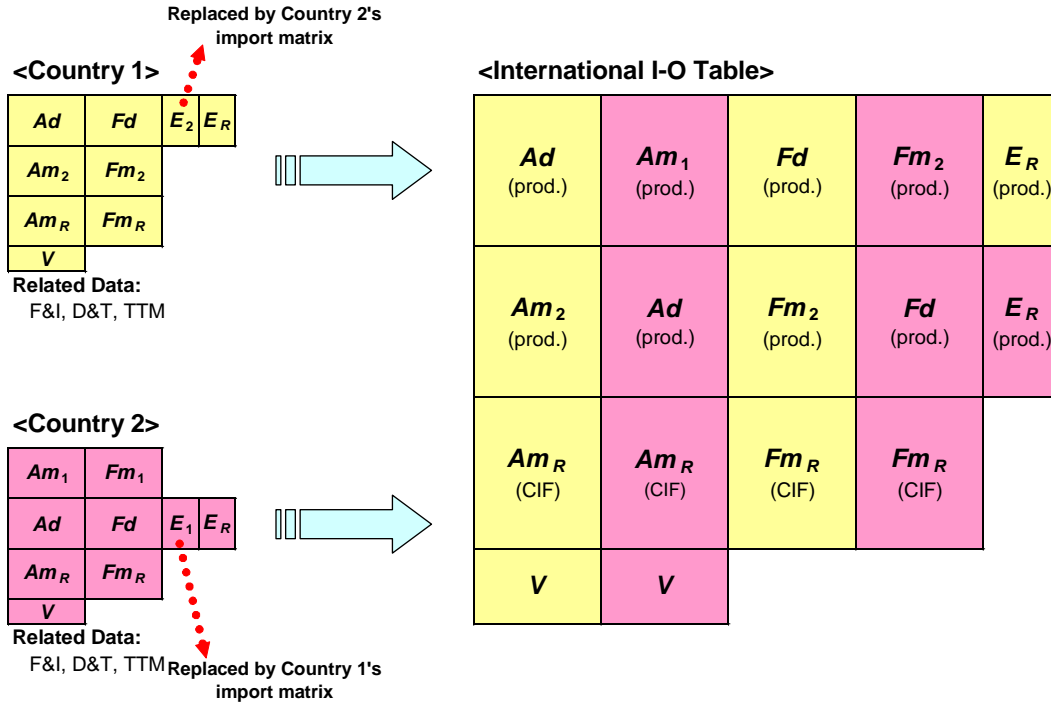 Replaced by Country 2's
import matrix
<Country 1>
Ad Fd E2 ER
Am2 Fm2
AmR FmR
V
Related Data:
F&I, D&T, TTM
<Country 2>
Am1 Fm1
Ad Fd E1 ER
AmR FmR
V
Related Data:
F&I, D&T, TTM
Replaced by Country 1's
import matrix
<International I-O Table>
Ad Am1 Fd Fm2 ER
(prod.) (prod.) (prod.) (prod.) (prod.)
Am2 Ad Fm2 Fd ER
(prod.) (prod.) (prod.) (prod.) (prod.)
AmR AmR FmR FmR
(CIF) (CIF) (CIF) (CIF)
V V